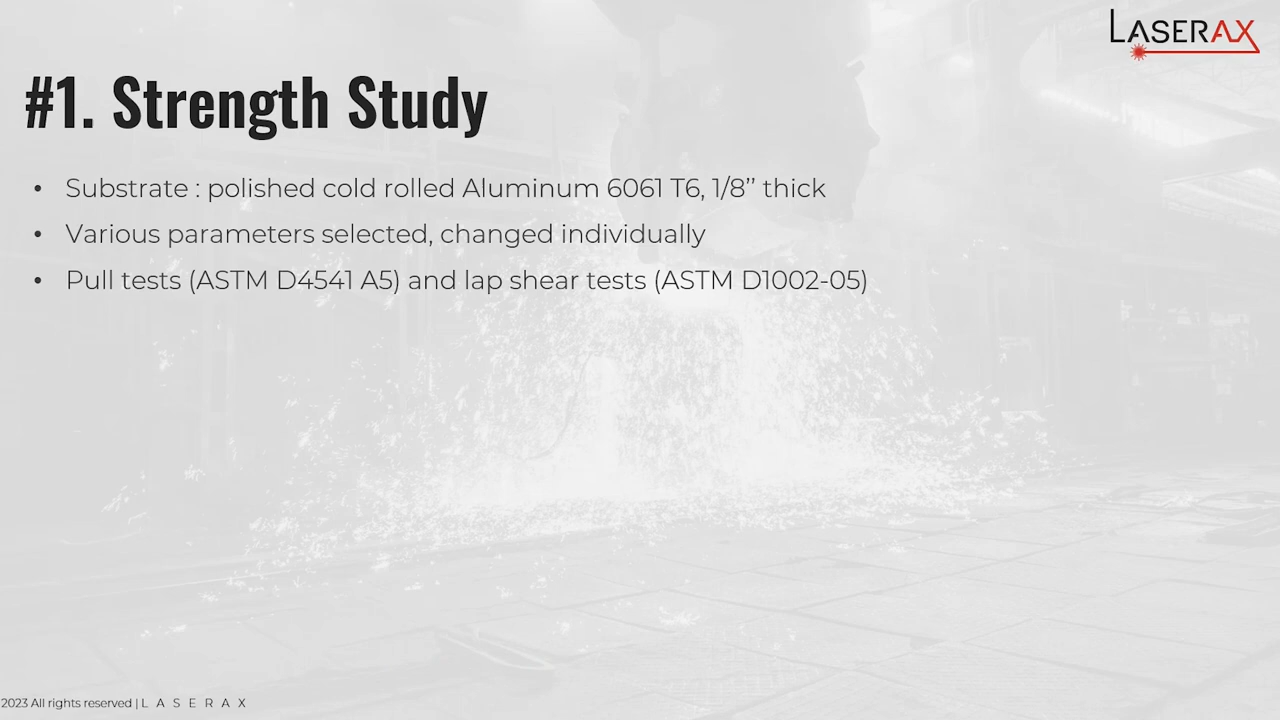 LASERAX
#1. Strength Study
• Substrate : polished cold rolled Aluminum 6061 T6, 1/8’’ thick
• Various parameters selected, changed individually
• Pull tests (ASTM D4541 A5) and lap shear tests (ASTM D1002-05)
2023 All rights reserved | L A S E R A X